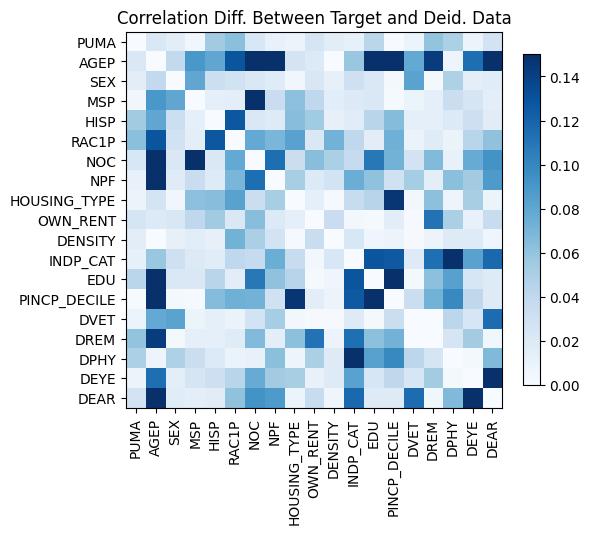 Correlation Diff. Between Target and Deid. Data
PUMA
AGEP
SEX
MSP
HISP
RAC1P
NOC
NPF
HOUSING_TYPE
OWN_RENT
DENSITY
INDP_CAT
EDU
PINCP_DECILE
DVET
DREM
DPHY
DEYE
DEAR
PUMA
AGEP
SEX
MSP
HISP
RAC1P
NOC
NPF
HOUSING_TYPE
OWN_RENT
DENSITY
INDP_CAT
EDU
PINCP_DECILE
DVET
DREM
DPHY
DEYE
DEAR
0.14
0.12
0.10
0.08
0.06
0.04
0.02
0.00